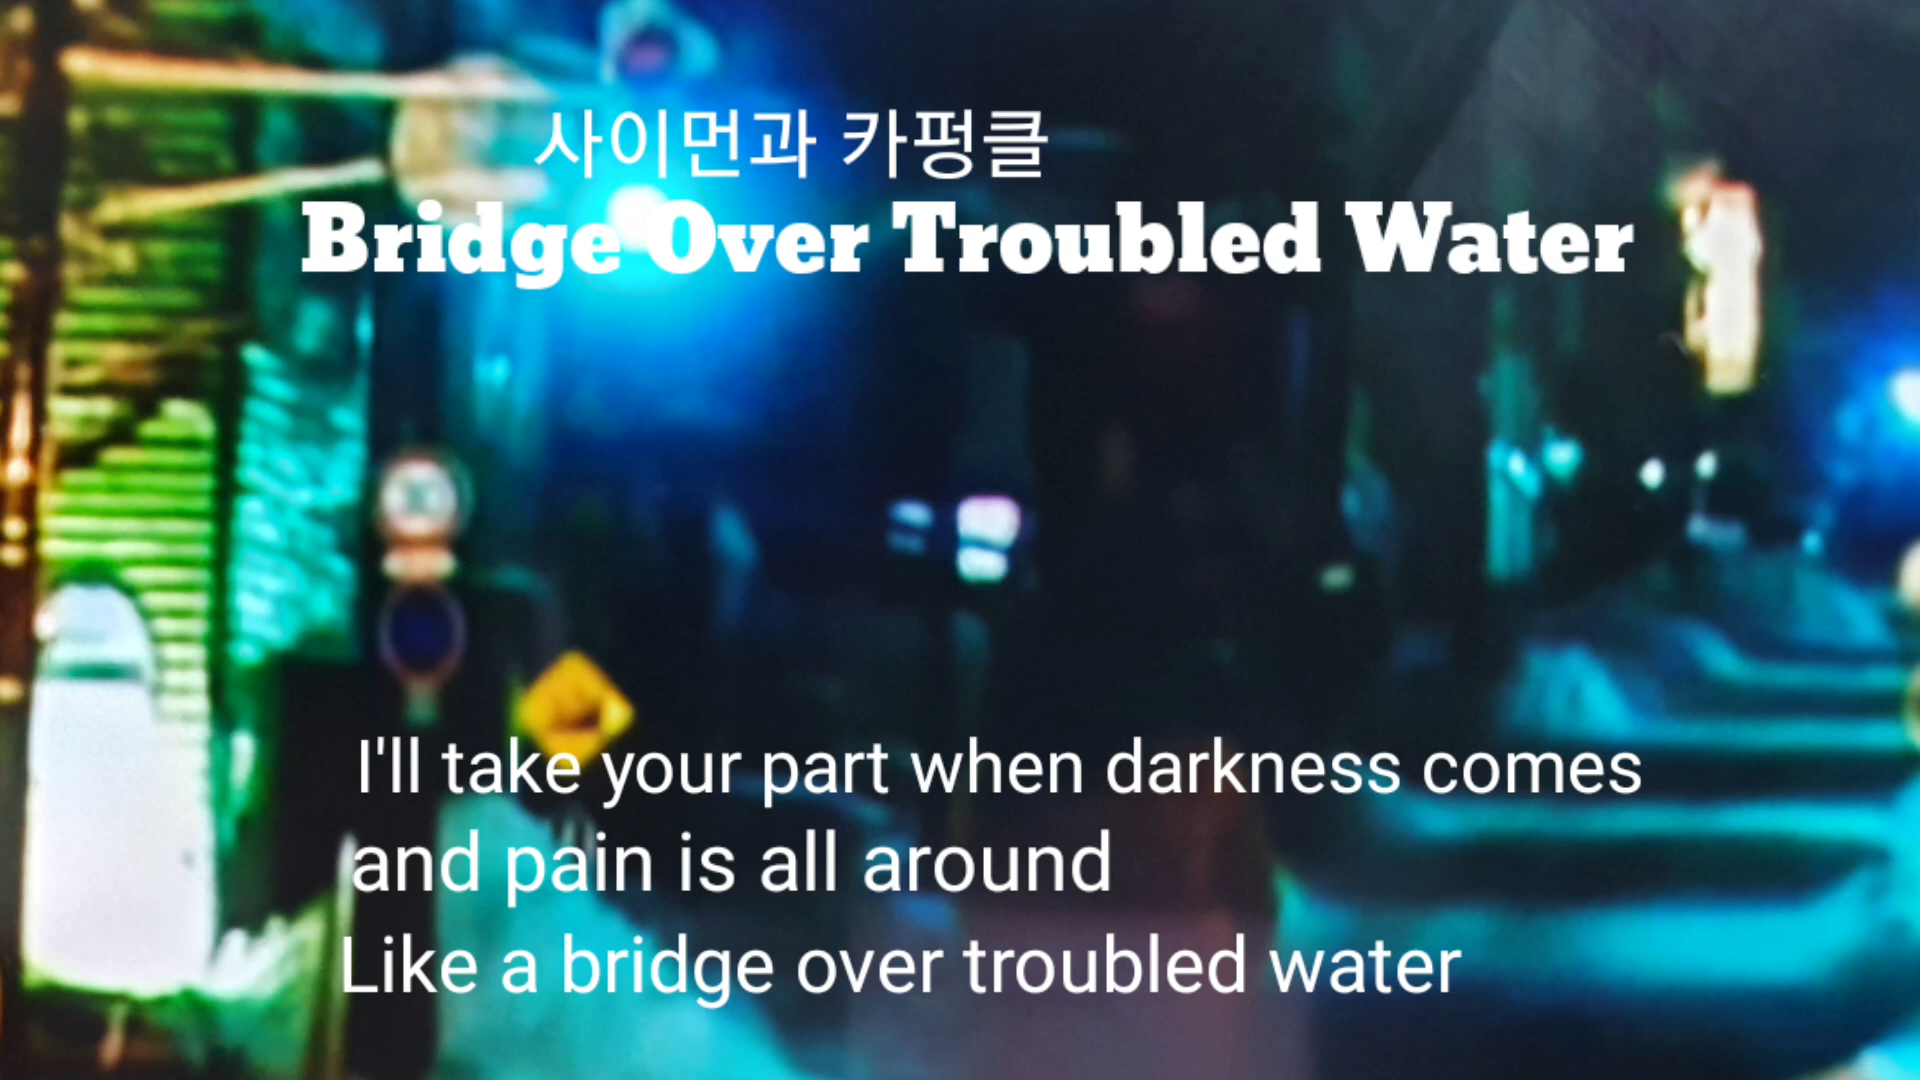 사이먼과 카펑클
Bridge Over Troubled Water
I'll take your part when darkness comes
and pain is all around
Like a bridge over troubled water